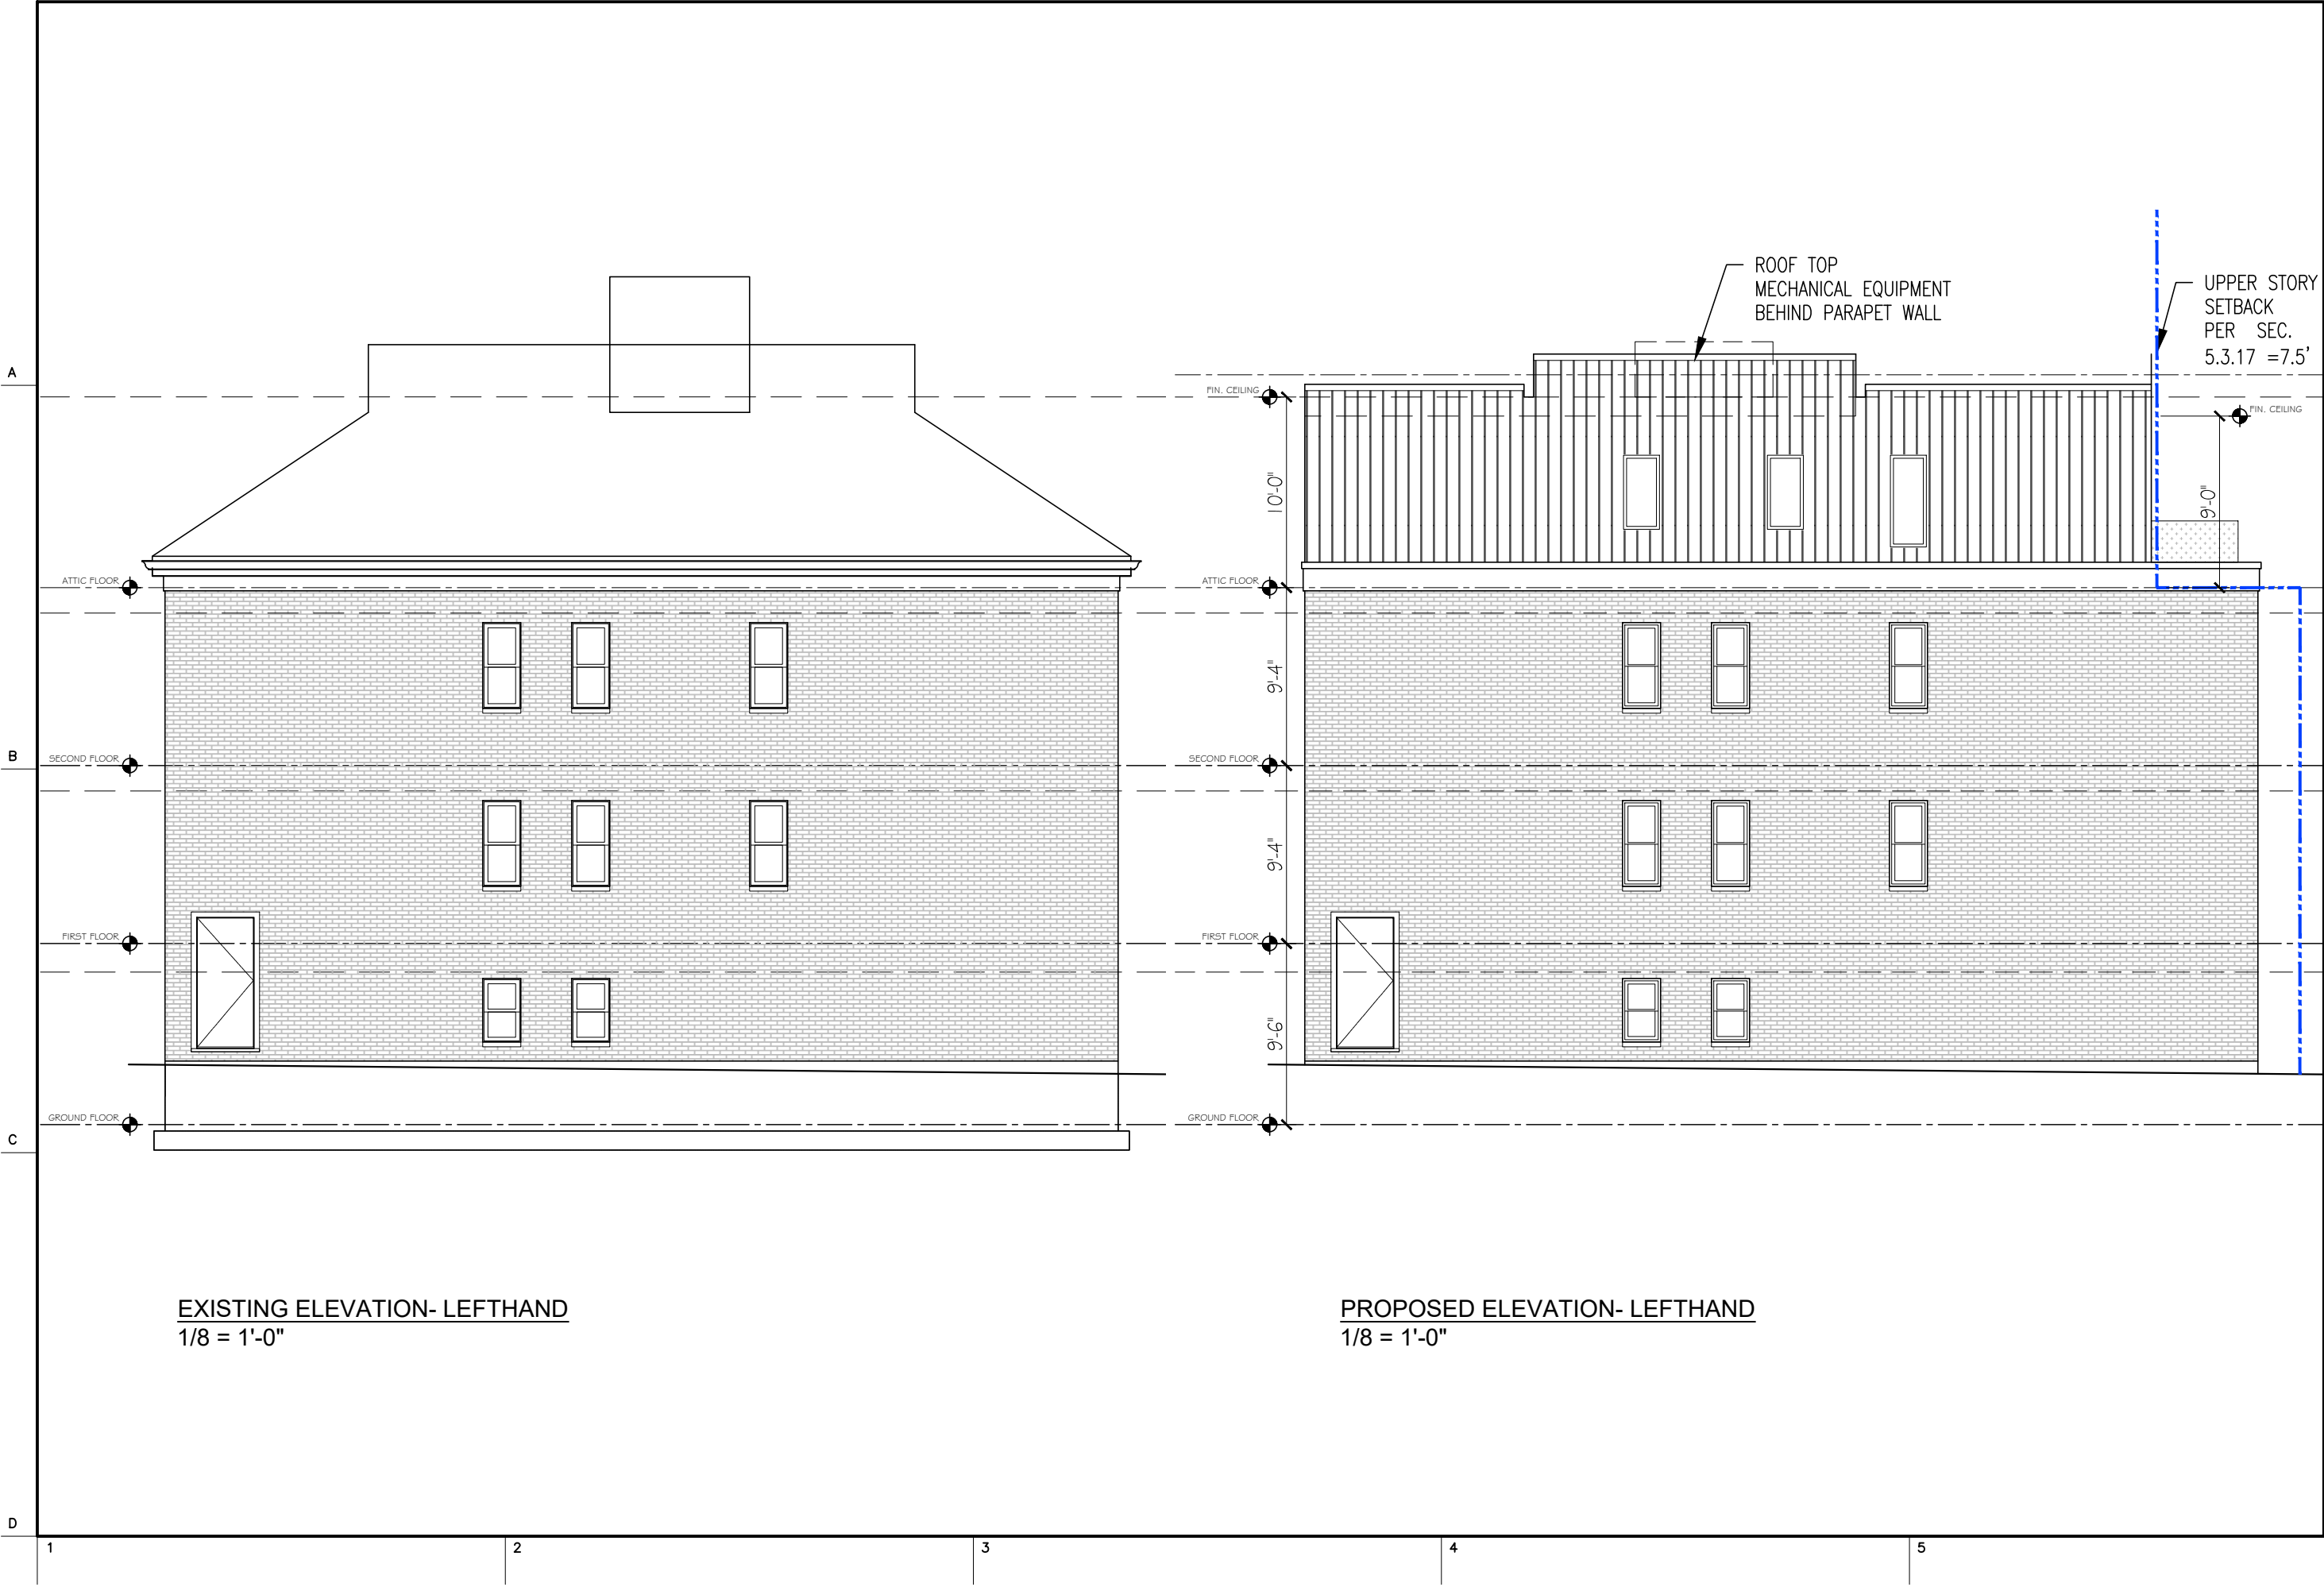 ROOF TOP
MECHANICAL EQUIPMENT
BEHIND PARAPET WALL
UPPER STORY
SETBACK
PER SEC.
5.3.17 =7.5'
A
FIN. CEILING
FIN. CEILING
10'-0"
9'-0"
ATTIC FLOOR
ATTIC FLOOR
9'-4"
B
SECOND FLOOR
SECOND FLOOR
9'-4"
FIRST FLOOR
FIRST FLOOR
9'-6"
GROUND FLOOR
GROUND FLOOR
C
EXISTING ELEVATION- LEFTHAND
1/8 = 1'-0"
PROPOSED ELEVATION- LEFTHAND
1/8 = 1'-0"
D
1
2
3
4
5